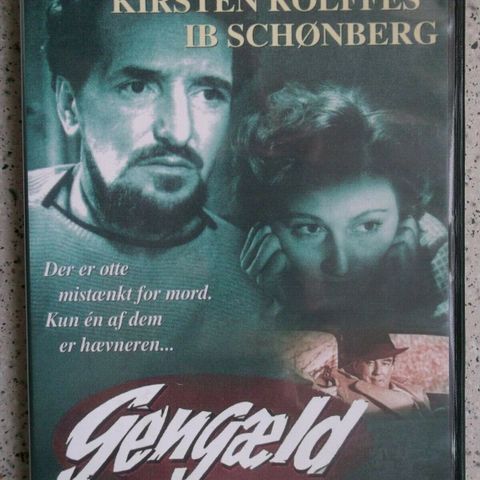 KIRSTEN ROLFFES
IB SCHØNBERG
Der er otte
mistænkt for mord.
Kun én af dem
er hævneren...
Gengæld